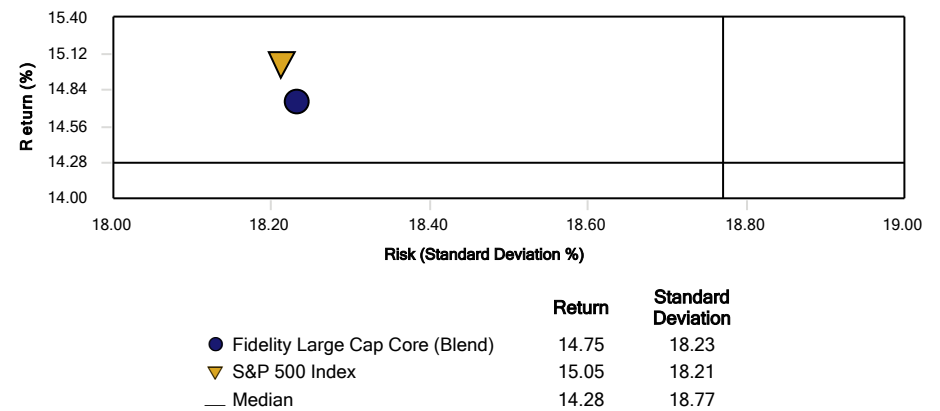 15.40
15.12
14.84
14.56
14.28
14.00
Return (%)
18.00 18.20 18.40 18.60 18.80 19.00
Risk (Standard Deviation %)
Return Standard Deviation
Fidelity Large Cap Core (Blend) 14.75 18.23
S&P 500 Index 15.05 18.21
Median 14.28 18.77